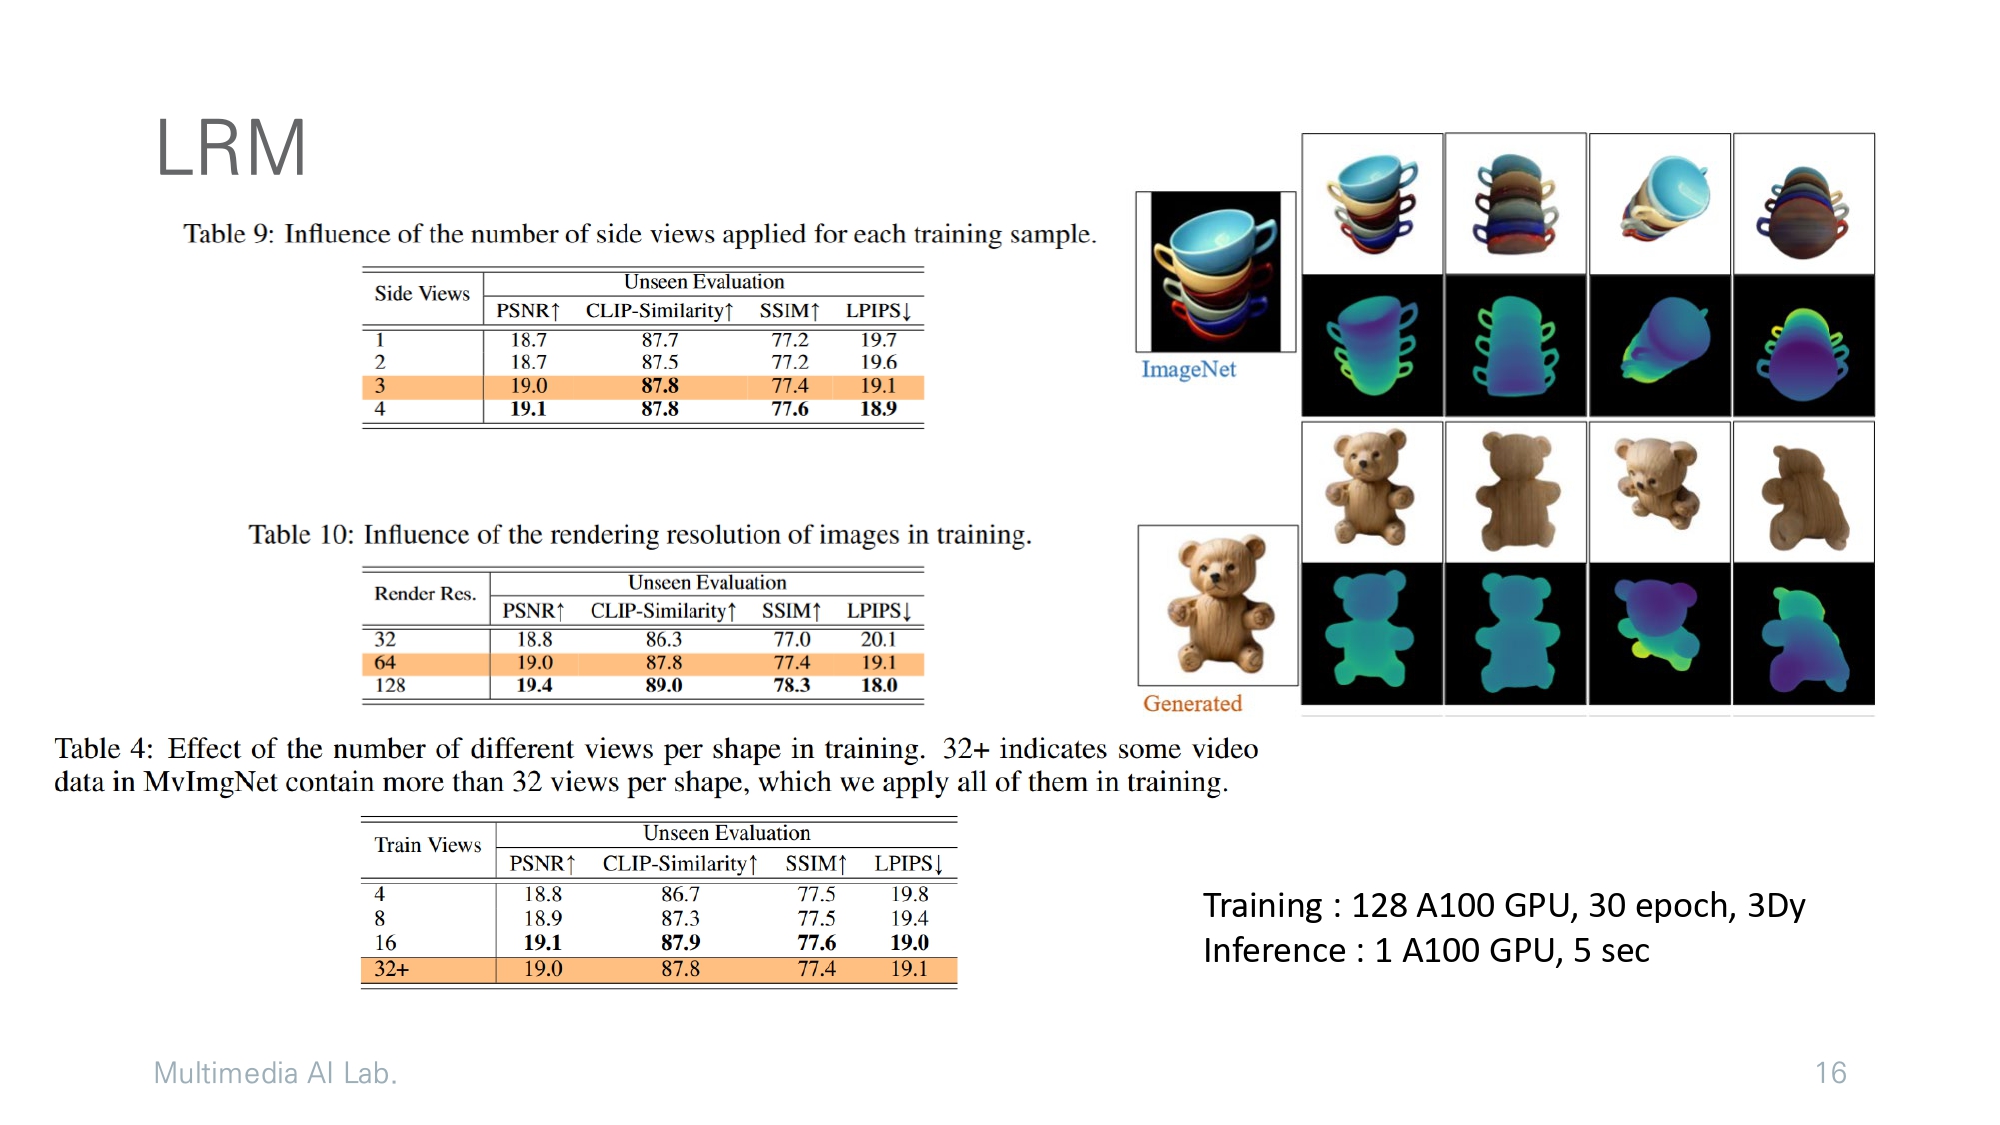 LRM
Table 9: Influence of the number of side views applied for each training sample.
Side Views
Unseen Evaluation
PSNR↑ CLIP-Similarity↑ SSIM↑ LPIPS↓
1 18.7 87.7 77.2 19.7
2 18.7 87.5 77.2 19.6
3 19.0 87.8 77.4 19.1
4 19.1 87.8 77.6 18.9
Table 10: Influence of the rendering resolution of images in training.
Render Res.
Unseen Evaluation
PSNR↑ CLIP-Similarity↑ SSIM↑ LPIPS↓
32 18.8 86.3 77.0 20.1
64 19.0 87.8 77.4 19.1
128 19.4 89.0 78.3 18.0
Table 4: Effect of the number of different views per shape in training. 32+ indicates some video
data in MvImgNet contain more than 32 views per shape, which we apply all of them in training.
Train Views
Unseen Evaluation
PSNR↑ CLIP-Similarity↑ SSIM↑ LPIPS↓
4 18.8 86.7 77.5 19.8
8 18.9 87.3 77.5 19.4
16 19.1 87.9 77.6 19.0
32+ 19.0 87.8 77.4 19.1
ImageNet
Generated
Training : 128 A100 GPU, 30 epoch, 3Dy
Inference : 1 A100 GPU, 5 sec
Multimedia AI Lab.
16